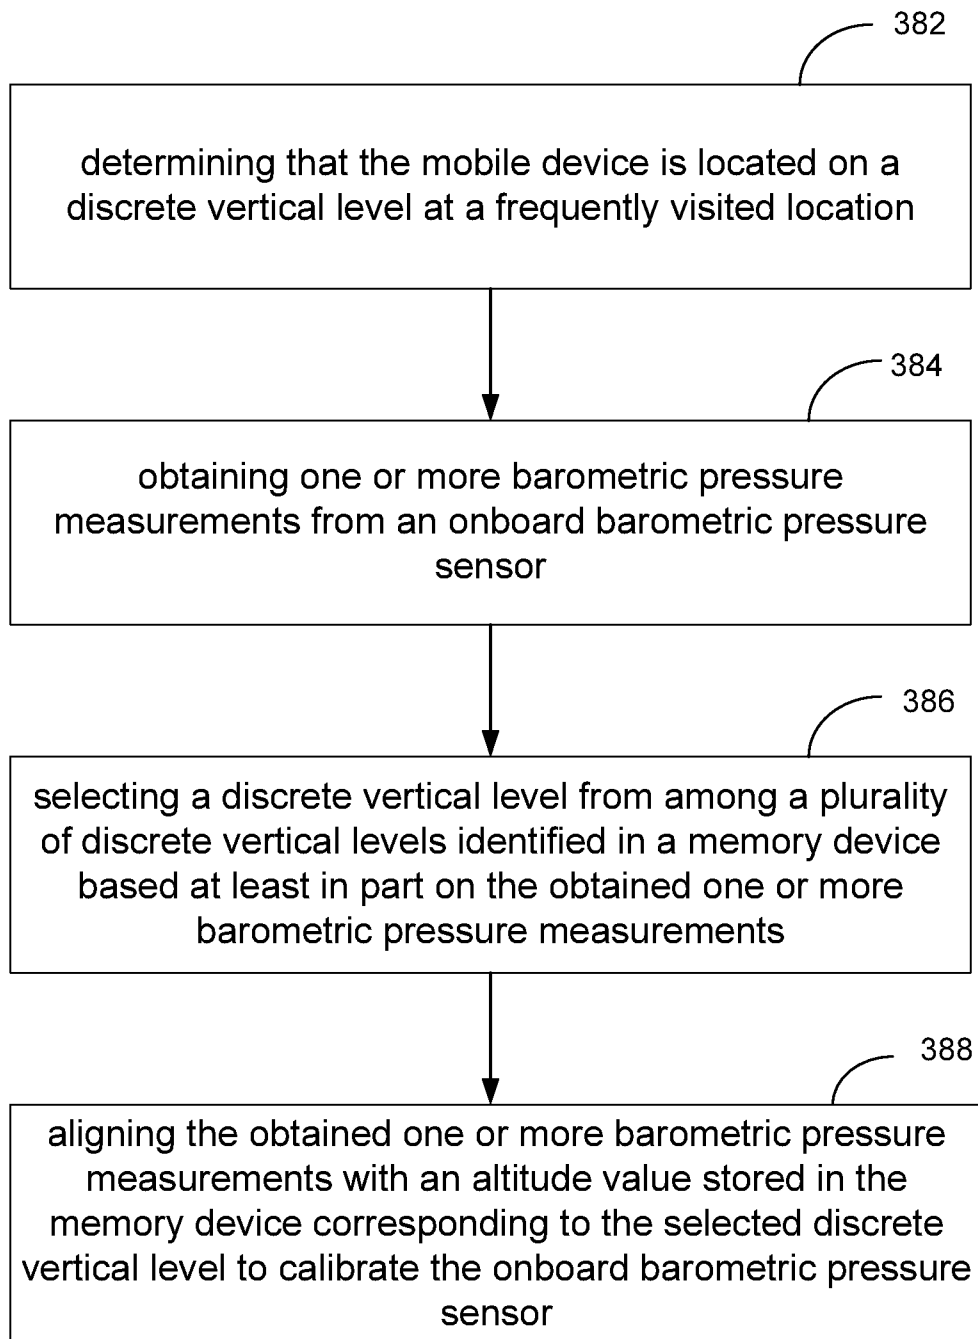 382
determining that the mobile device is located on a
discrete vertical level at a frequently visited location
384
obtaining one or more barometric pressure
measurements from an onboard barometric pressure
sensor
386
selecting a discrete vertical level from among a plurality
of discrete vertical levels identified in a memory device
based at least in part on the obtained one or more
barometric pressure measurements
388
aligning the obtained one or more barometric pressure
measurements with an altitude value stored in the
memory device corresponding to the selected discrete
vertical level to calibrate the onboard barometric pressure
sensor